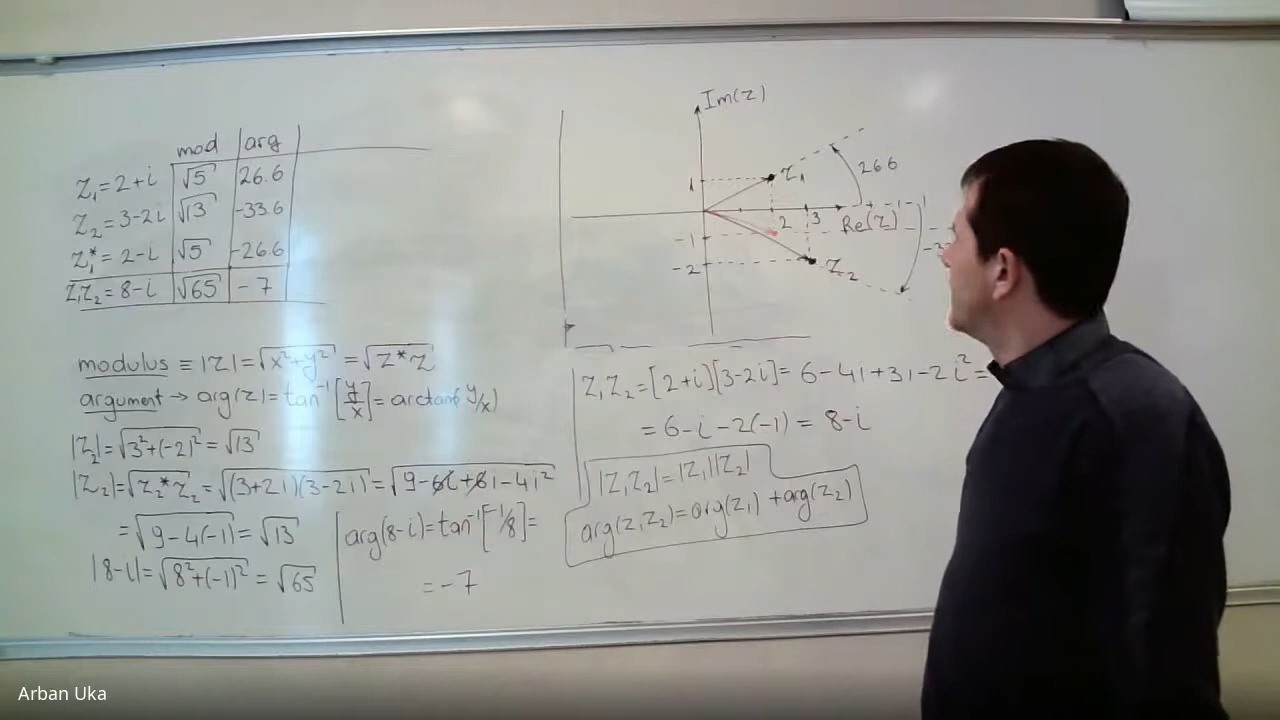 mod arg
Z₁ = 2+i √5 26.6
Z₂ = 3-2i √13 -33.6
Z₁* = 2-i √5 -26.6
Z₁Z₂ = 8-i √65 -7
modulus ≡ |Z| = √(x²+y²) = √(Z*Z)
argument → arg(z) = tan⁻¹[y/x] = arctan(y/x)
|Z₂| = √(3²+(-2)²) = √13
|Z₂| = √(Z₂*Z₂) = √((3+2i)(3-2i)) = √(9-6i+6i-4i²)
= √(9-4(-1)) = √13
|8-i| = √(8²+(-1)²) = √65
arg(8-i) = tan⁻¹[-1/8] =
= -7
Im(z)
1
Z₁
26 6
2 3
Re(z)
-1
-2
Z₂
Z₁Z₂ = [2+i][3-2i] = 6-4i+3i-2i² =
= 6-i-2(-1) = 8-i
|Z₁Z₂| = |Z₁||Z₂|
arg(z₁z₂) = arg(z₁) + arg(z₂)
Arban Uka